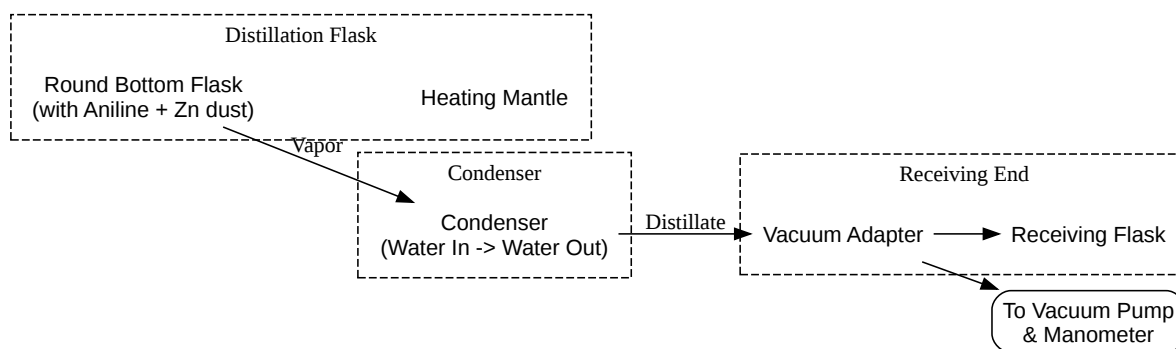 Distillation Flask
Round Bottom Flask
(with Aniline + Zn dust)
Heating Mantle
Vapor
Condenser
Condenser
(Water In -> Water Out)
Distillate
Receiving End
Vacuum Adapter
Receiving Flask
To Vacuum Pump
& Manometer